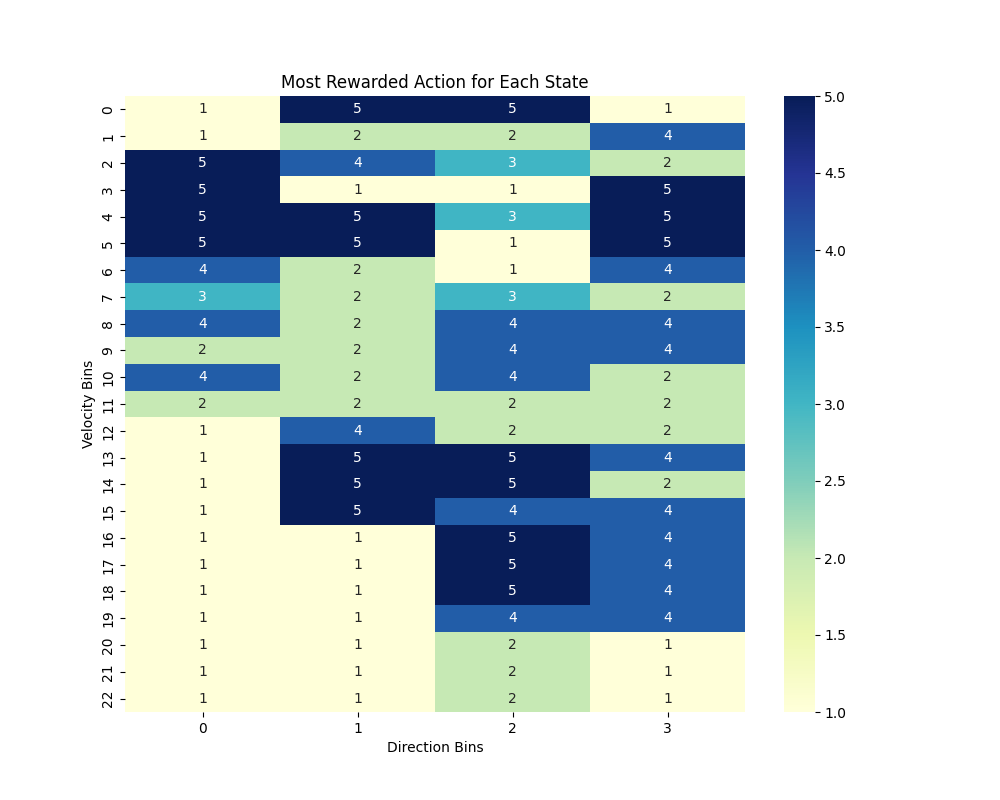 Most Rewarded Action for Each State
0 1 5 5 1
1 1 2 2 4
2 5 4 3 2
3 5 1 1 5
4 5 5 3 5
5 5 5 1 5
6 4 2 1 4
7 3 2 3 2
8 4 2 4 4
9 2 2 4 4
10 4 2 4 2
11 2 2 2 2
12 1 4 2 2
13 1 5 5 4
14 1 5 5 2
15 1 5 4 4
16 1 1 5 4
17 1 1 5 4
18 1 1 5 4
19 1 1 4 4
20 1 1 2 1
21 1 1 2 1
22 1 1 2 1
0 1 2 3
Velocity Bins
Direction Bins
5.0
4.5
4.0
3.5
3.0
2.5
2.0
1.5
1.0